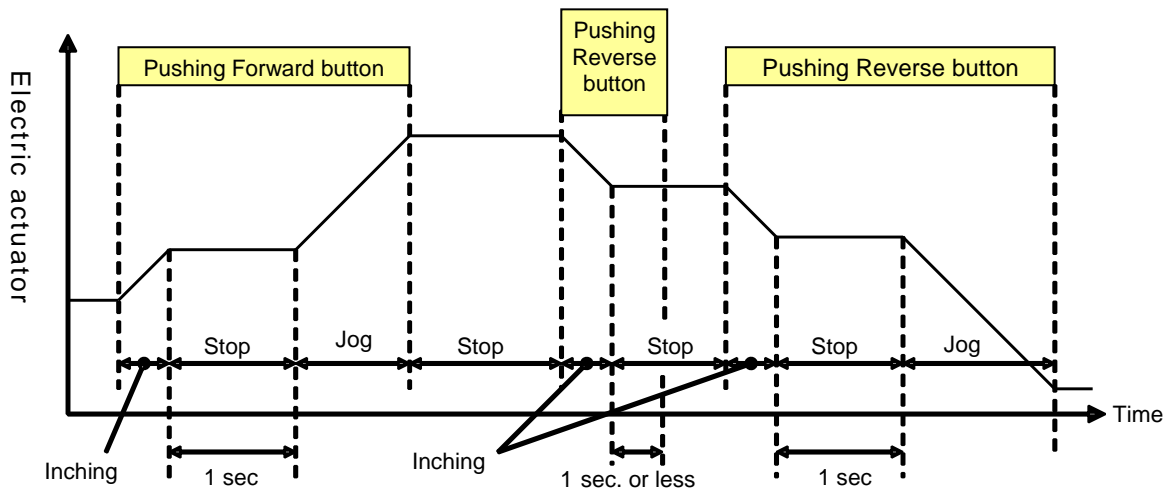 Pushing
Reverse
button
Pushing Forward button
Pushing Reverse button
Electric actuator
Stop
Jog
Stop
Stop
Stop
Jog
Time
Inching
1 sec
Inching
1 sec. or less
1 sec